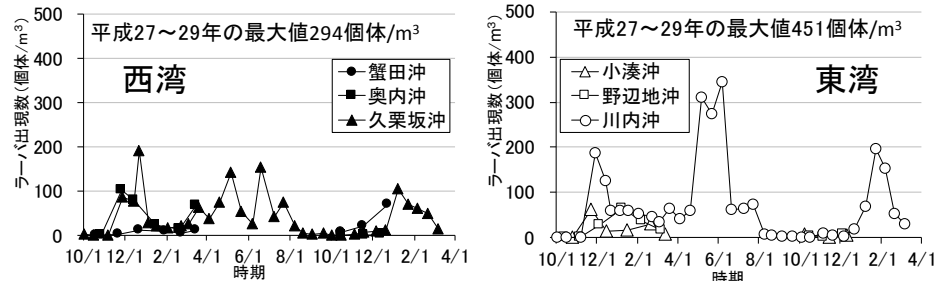 平成27～29年の最大値294個体/m³
西湾
蟹田沖
奥内沖
久栗坂沖
ラーバ出現数(個体/m³)
500
400
300
200
100
0
10/1 12/1 2/1 4/1 6/1 8/1 10/1 12/1 2/1 4/1
時期
平成27～29年の最大値451個体/m³
東湾
小湊沖
野辺地沖
川内沖
ラーバ出現数(個体/m³)
500
400
300
200
100
0
10/1 12/1 2/1 4/1 6/1 8/1 10/1 12/1 2/1 4/1
時期